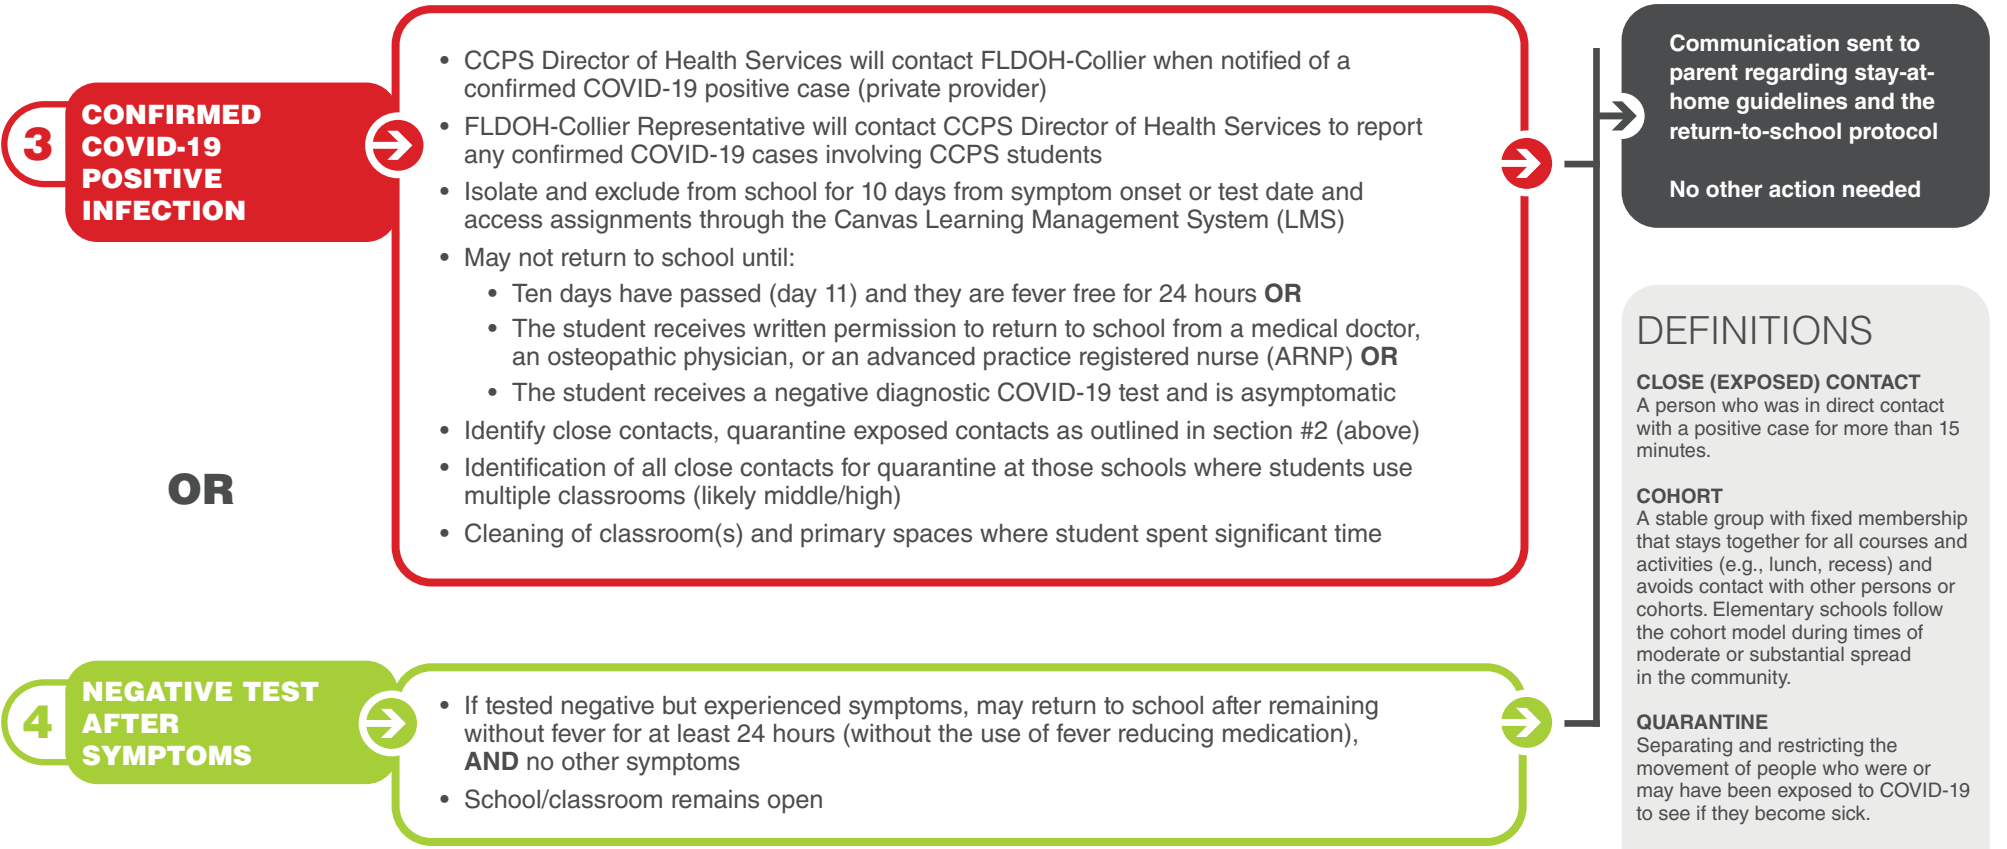 3
CONFIRMED
COVID-19
POSITIVE
INFECTION
• CCPS Director of Health Services will contact FLDOH-Collier when notified of a
confirmed COVID-19 positive case (private provider)
• FLDOH-Collier Representative will contact CCPS Director of Health Services to report
any confirmed COVID-19 cases involving CCPS students
• Isolate and exclude from school for 10 days from symptom onset or test date and
access assignments through the Canvas Learning Management System (LMS)
• May not return to school until:
• Ten days have passed (day 11) and they are fever free for 24 hours OR
• The student receives written permission to return to school from a medical doctor,
an osteopathic physician, or an advanced practice registered nurse (ARNP) OR
• The student receives a negative diagnostic COVID-19 test and is asymptomatic
• Identify close contacts, quarantine exposed contacts as outlined in section #2 (above)
• Identification of all close contacts for quarantine at those schools where students use
multiple classrooms (likely middle/high)
• Cleaning of classroom(s) and primary spaces where student spent significant time
OR
4
NEGATIVE TEST
AFTER
SYMPTOMS
• If tested negative but experienced symptoms, may return to school after remaining
without fever for at least 24 hours (without the use of fever reducing medication),
AND no other symptoms
• School/classroom remains open
Communication sent to
parent regarding stay-at-
home guidelines and the
return-to-school protocol
No other action needed
DEFINITIONS
CLOSE (EXPOSED) CONTACT
A person who was in direct contact
with a positive case for more than 15
minutes.
COHORT
A stable group with fixed membership
that stays together for all courses and
activities (e.g., lunch, recess) and
avoids contact with other persons or
cohorts. Elementary schools follow
the cohort model during times of
moderate or substantial spread
in the community.
QUARANTINE
Separating and restricting the
movement of people who were or
may have been exposed to COVID-19
to see if they become sick.